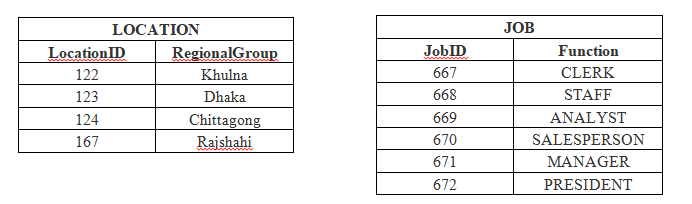 LOCATION
LocationID RegionalGroup
122 Khulna
123 Dhaka
124 Chittagong
167 Rajshahi
JOB
JobID Function
667 CLERK
668 STAFF
669 ANALYST
670 SALESPERSON
671 MANAGER
672 PRESIDENT